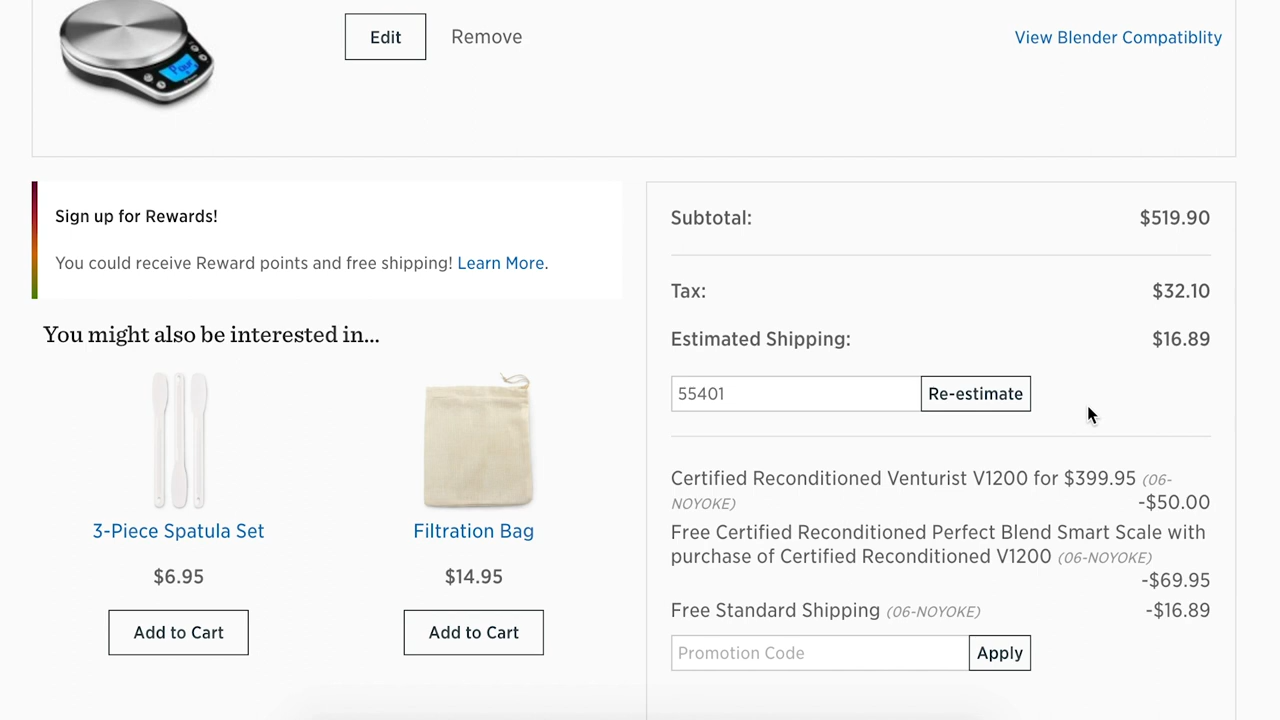 Edit
Remove
View Blender Compatiblity
Pour
Sign up for Rewards!
You could receive Reward points and free shipping! Learn More.
You might also be interested in...
3-Piece Spatula Set
$6.95
Add to Cart
Filtration Bag
$14.95
Add to Cart
Subtotal: $519.90
Tax: $32.10
Estimated Shipping: $16.89
55401 Re-estimate
Certified Reconditioned Venturist V1200 for $399.95 (06-
NOYOKE) -$50.00
Free Certified Reconditioned Perfect Blend Smart Scale with
purchase of Certified Reconditioned V1200 (06-NOYOKE)
-$69.95
Free Standard Shipping (06-NOYOKE) -$16.89
Promotion Code Apply